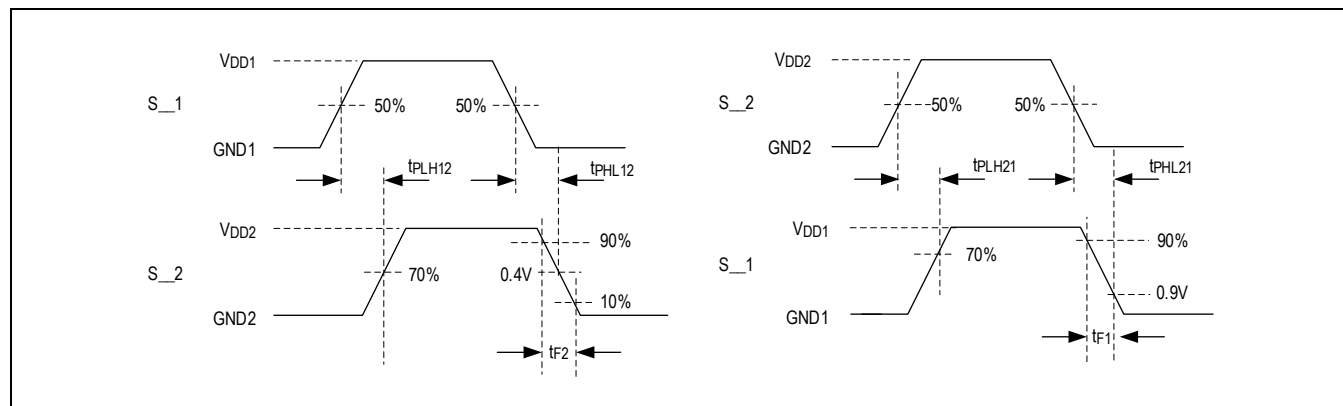 VDD1
S__1
50%
50%
GND1
tPLH12
tPHL12
VDD2
90%
S__2
70%
0.4V
10%
GND2
tF2
VDD2
S__2
50%
50%
GND2
tPLH21
tPHL21
VDD1
90%
S__1
70%
0.9V
GND1
tF1